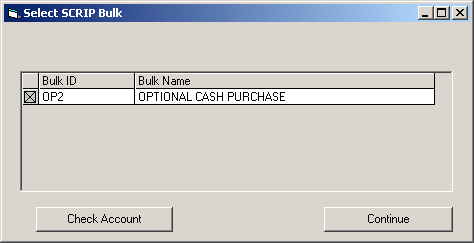 Select SCRIP Bulk
Bulk ID Bulk Name
OP2 OPTIONAL CASH PURCHASE
Check Account Continue